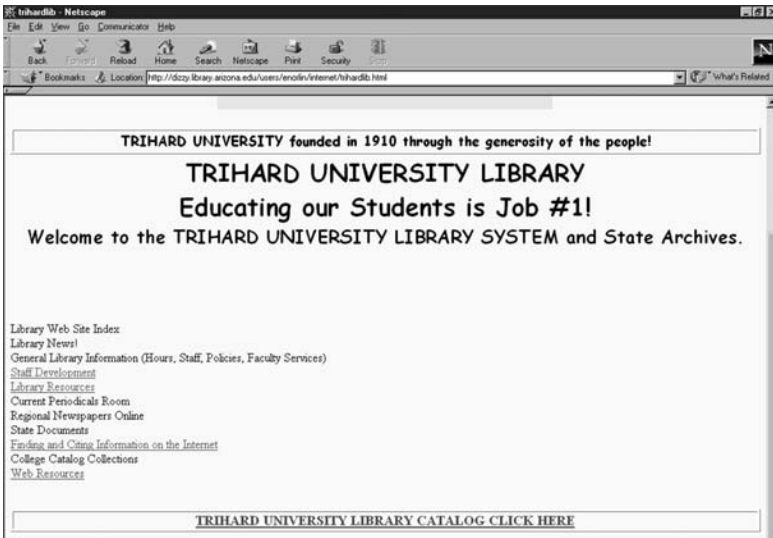 trihardlib - Netscape
File Edit View Go Communicator Help
Back Forward Reload Home Search Netscape Print Security Stop
N
Bookmarks Location: http://dizzy.library.arizona.edu/users/enorlin/internet/trihardlib.html What's Related
TRIHARD UNIVERSITY founded in 1910 through the generosity of the people!
TRIHARD UNIVERSITY LIBRARY
Educating our Students is Job #1!
Welcome to the TRIHARD UNIVERSITY LIBRARY SYSTEM and State Archives.
Library Web Site Index
Library News!
General Library Information (Hours, Staff, Policies, Faculty Services)
Staff Development
Library Resources
Current Periodicals Room
Regional Newspapers Online
State Documents
Finding and Citing Information on the Internet
College Catalog Collections
Web Resources
TRIHARD UNIVERSITY LIBRARY CATALOG CLICK HERE